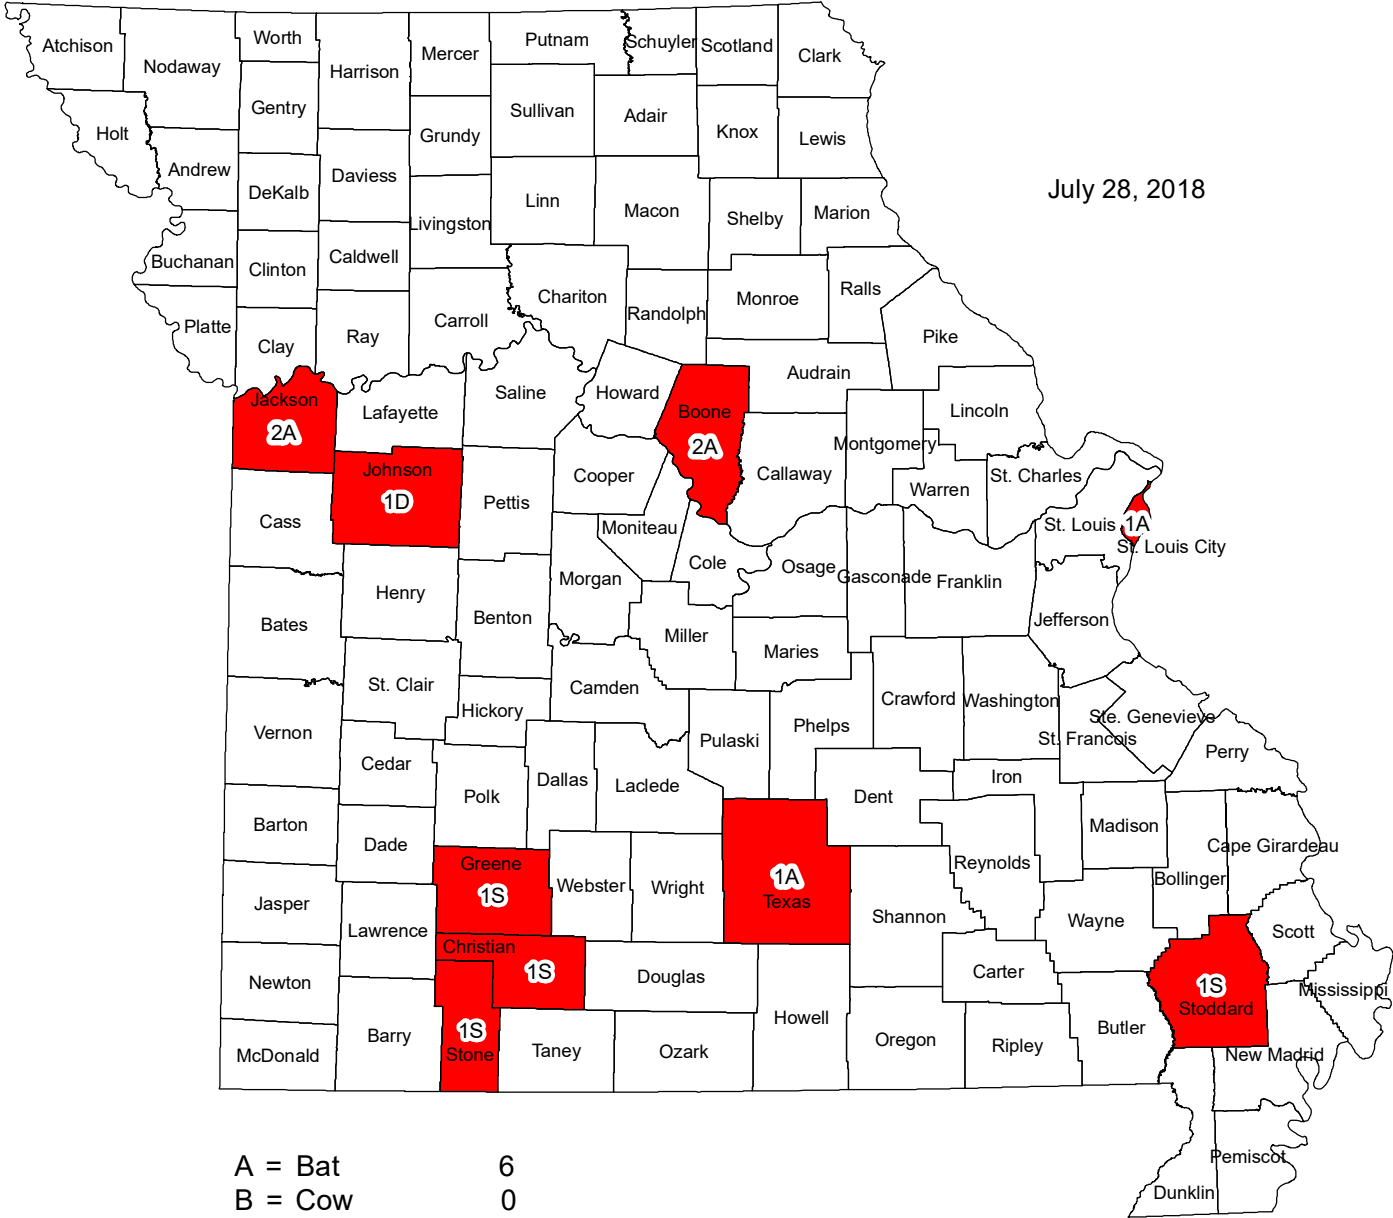 Atchison
Nodaway
Worth
Harrison
Mercer
Putnam
Schuyler
Scotland
Clark
Holt
Andrew
Gentry
DeKalb
Daviess
Grundy
Sullivan
Adair
Knox
Lewis
July 28, 2018
Livingston
Linn
Macon
Shelby
Marion
Buchanan
Clinton
Caldwell
Chariton
Randolph
Monroe
Ralls
Platte
Clay
Ray
Carroll
Pike
Jackson
2A
Lafayette
Saline
Howard
Boone
2A
Audrain
Lincoln
Johnson
1D
Pettis
Cooper
Callaway
Montgomery
Warren
St. Charles
Cass
Moniteau
St. Louis
1A
St. Louis City
Henry
Morgan
Cole
Osage
Gasconade
Franklin
Bates
Benton
Miller
Maries
Jefferson
St. Clair
Hickory
Camden
Pulaski
Phelps
Crawford
Washington
Ste. Genevieve
St. Francois
Vernon
Cedar
Polk
Dallas
Laclede
Dent
Iron
Perry
Barton
Dade
Greene
1S
Webster
Wright
1A
Texas
Reynolds
Madison
Cape Girardeau
Bollinger
Jasper
Lawrence
Christian
1S
Shannon
Wayne
Scott
Newton
Douglas
Carter
1S
Stoddard
Mississippi
McDonald
Barry
1S
Stone
Taney
Ozark
Howell
Oregon
Ripley
Butler
New Madrid
Pemiscot
Dunklin
A = Bat 6
B = Cow 0